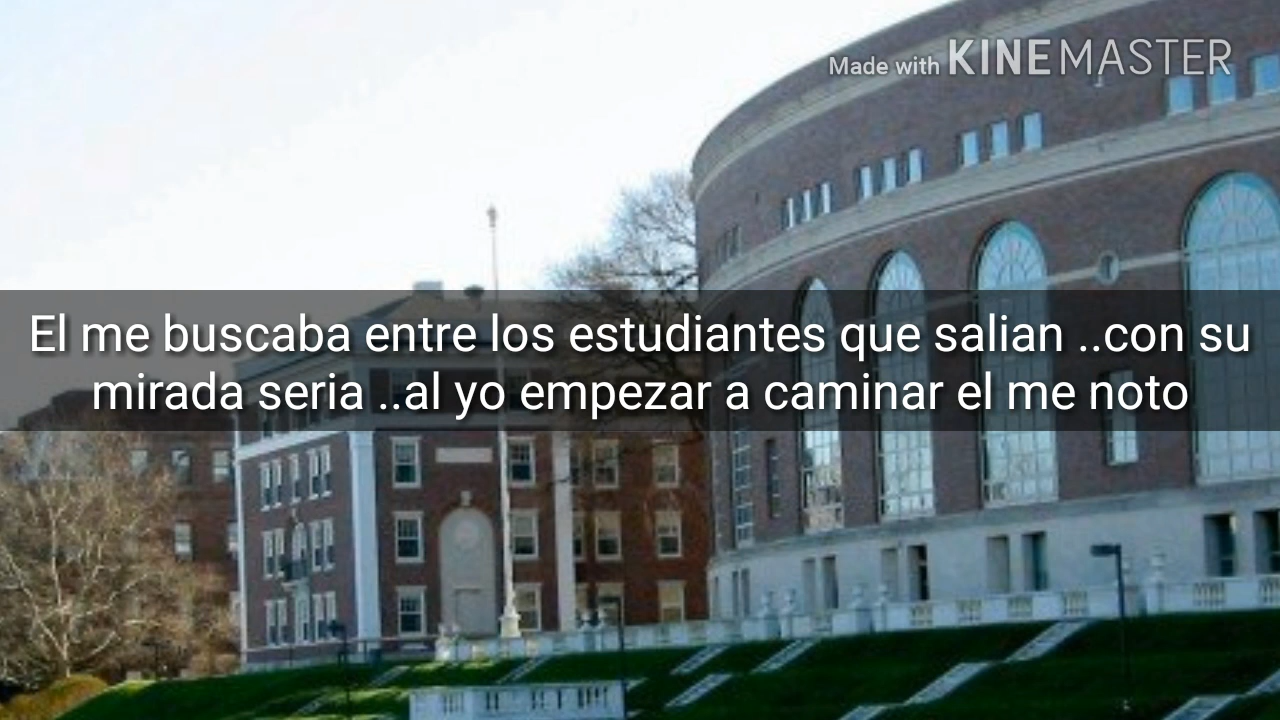 Made with KINEMASTER
El me buscaba entre los estudiantes que salian ..con su
mirada seria ..al yo empezar a caminar el me noto